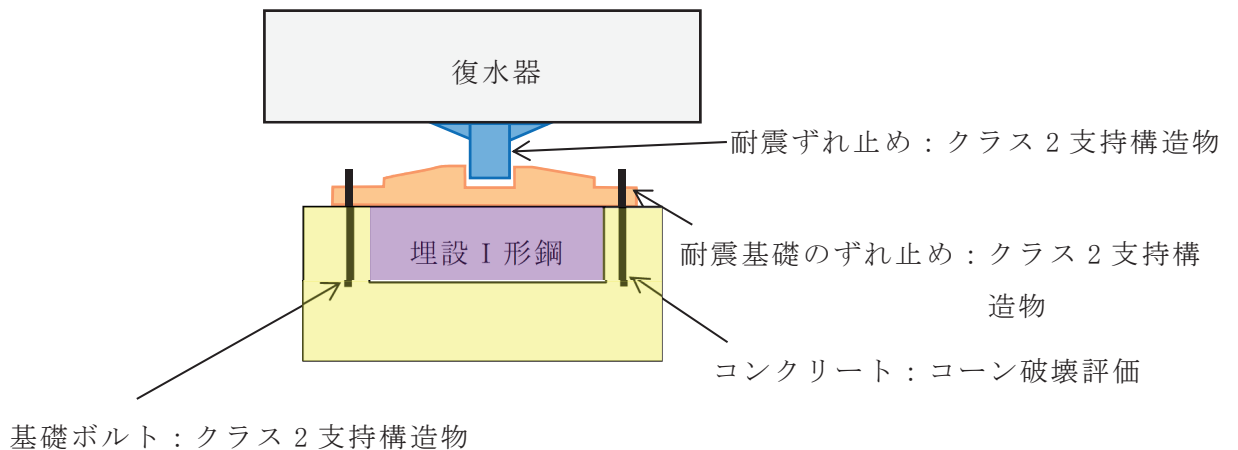 復水器
耐震ずれ止め：クラス２支持構造物
埋設Ｉ形鋼
耐震基礎のずれ止め：クラス２支持構
造物
コンクリート：コーン破壊評価
基礎ボルト：クラス２支持構造物